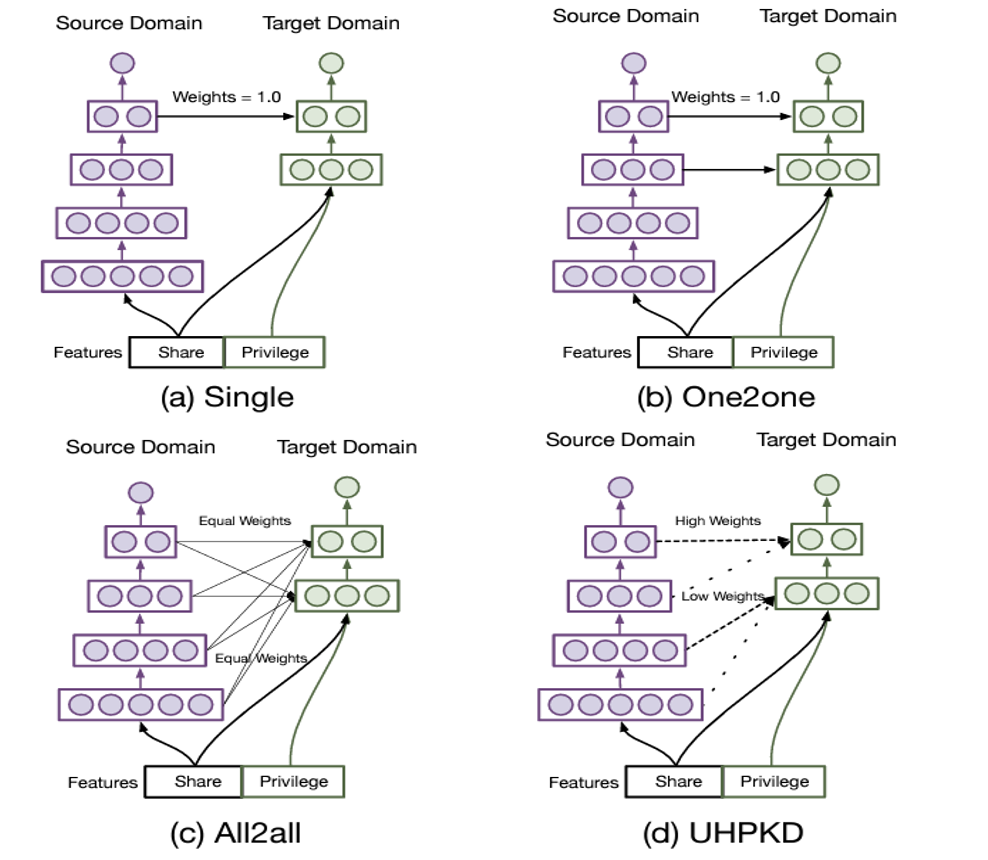 Source Domain Target Domain
Weights = 1.0
Features Share Privilege
(a) Single
Source Domain Target Domain
Weights = 1.0
Features Share Privilege
(b) One2one
Source Domain Target Domain
Equal Weights
Equal Weights
Features Share Privilege
(c) All2all
Source Domain Target Domain
High Weights
Low Weights
Features Share Privilege
(d) UHPKD